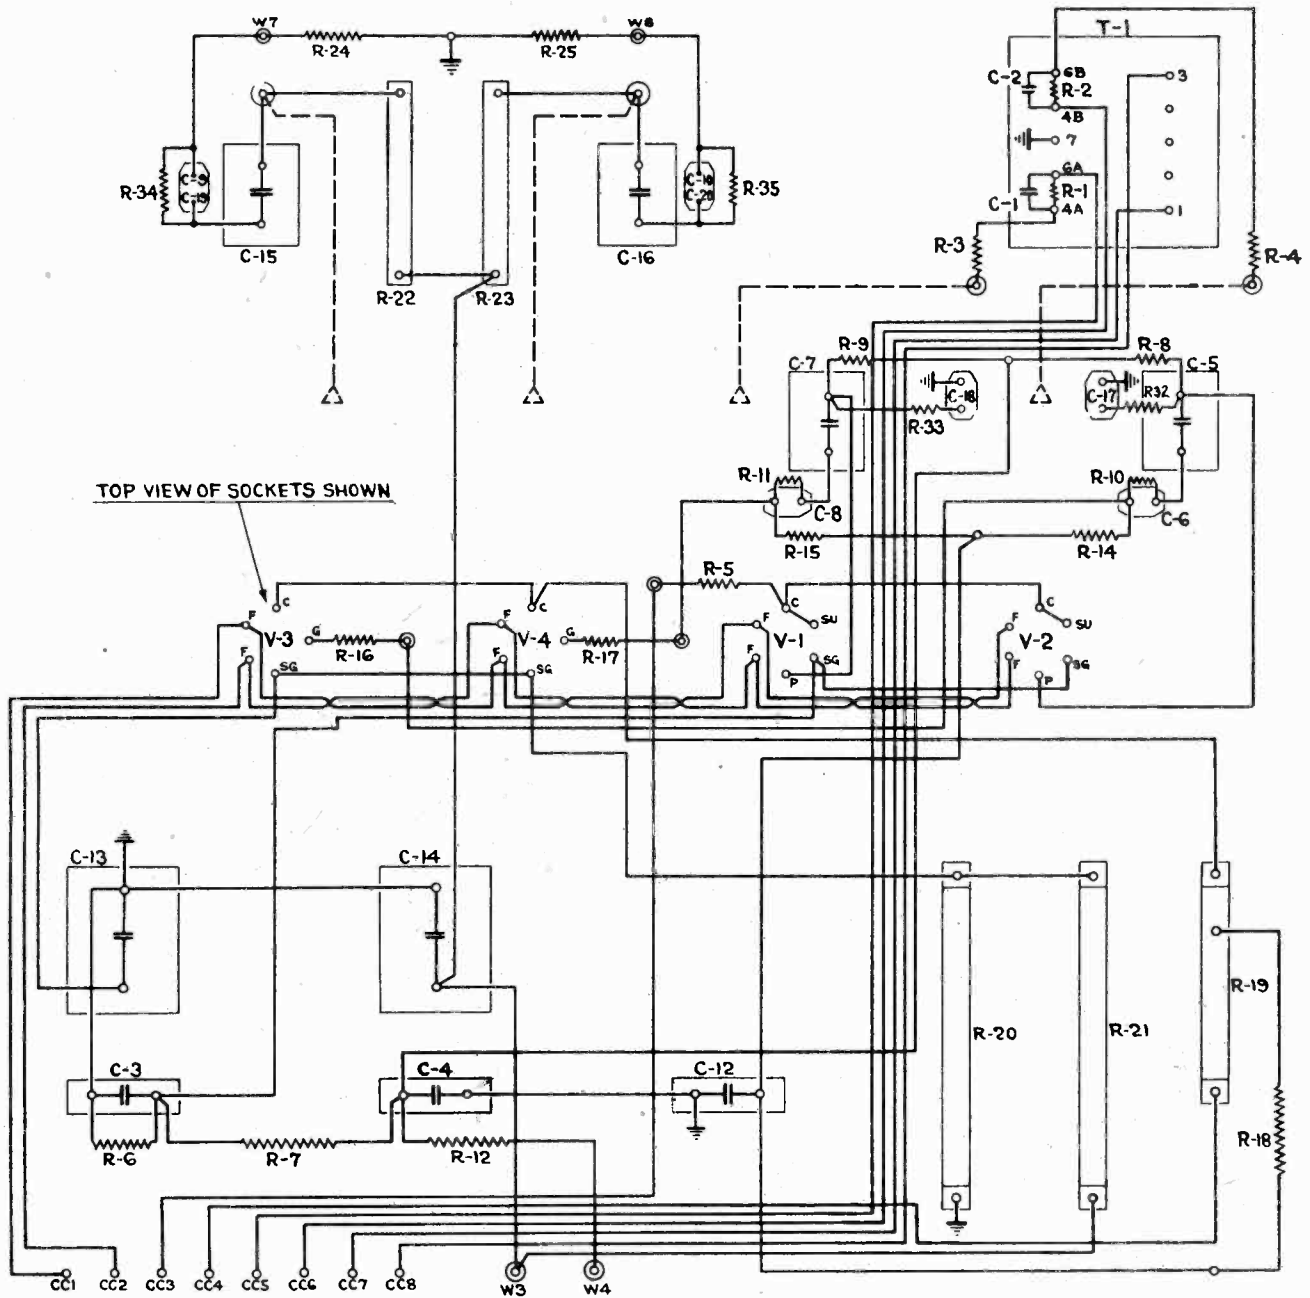 W7
W8
T-1
R-24
R-25
C-2
6B
R-2
4B
3
7
6A
R-1
4A
C-1
1
C-9
C-19
R-34
C-10
C-20
R-35
C-15
C-16
R-3
R-4
R-22
R-23
R-9
R-8
C-7
C-5
C-18
C-17
R32
R-33
R-11
R-10
C-8
C-6
TOP VIEW OF SOCKETS SHOWN
R-15
R-14
R-5
C
C
C
C
F
F
F
F
SU
SU
V-3
G
R-16
V-4
G
R-17
V-1
V-2
F
F
F
F
SG
SG
SG
SG
P
P
C-13
C-14
R-19
R-20
R-21
C-3
C-4
C-12
R-6
R-7
R-12
R-18
CC1
CC2
CC3
CC4
CC5
CC6
CC7
CC8
W3
W4